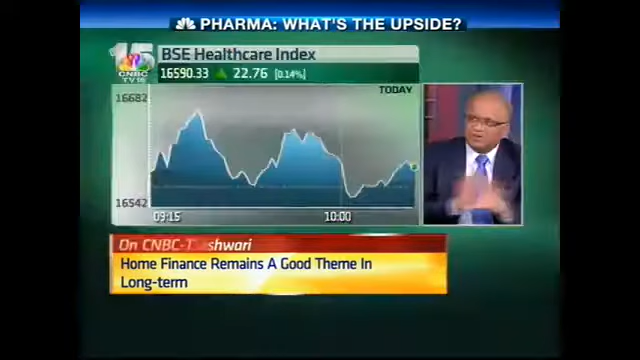 PHARMA: WHAT'S THE UPSIDE?
15
CNBC
TV18
BSE Healthcare Index
16590.33 ▲ 22.76 [0.14%]
TODAY
16682
16542
09:15 10:00
On CNBC-T shwari
Home Finance Remains A Good Theme In
Long-term